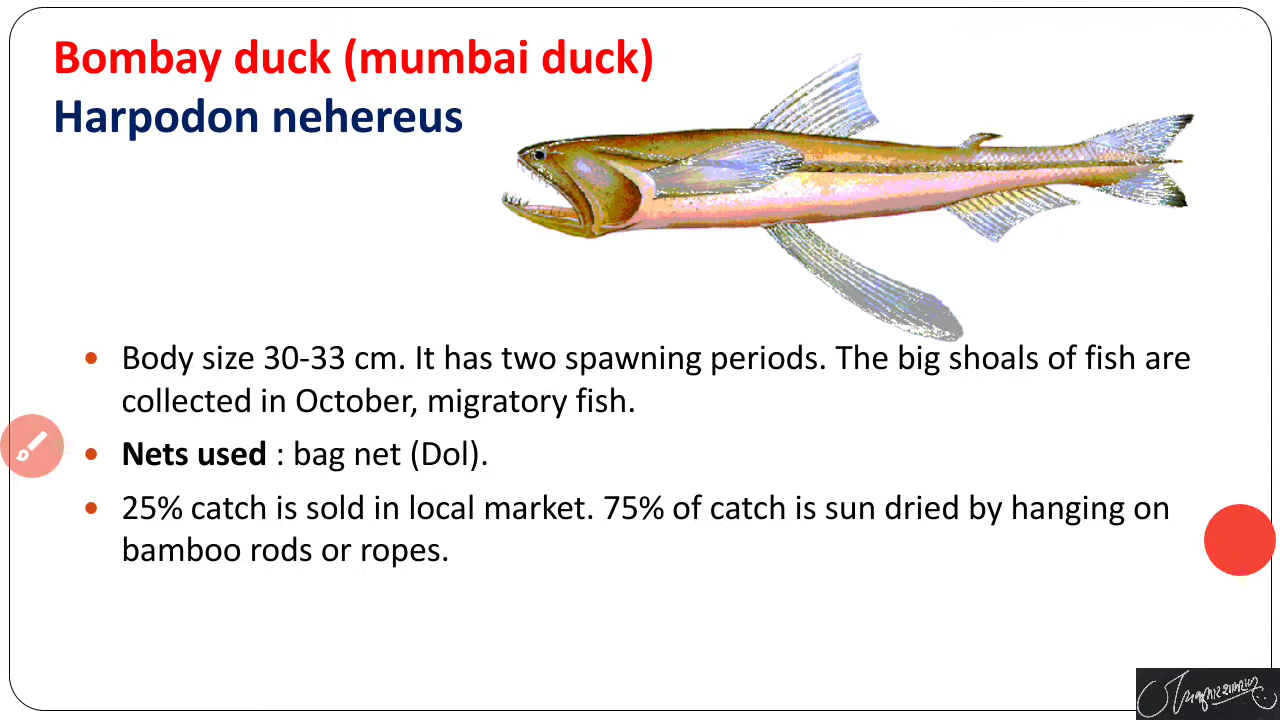 Bombay duck (mumbai duck)
Harpodon nehereus
Body size 30-33 cm. It has two spawning periods. The big shoals of fish are
collected in October, migratory fish.
Nets used : bag net (Dol).
25% catch is sold in local market. 75% of catch is sun dried by hanging on
bamboo rods or ropes.